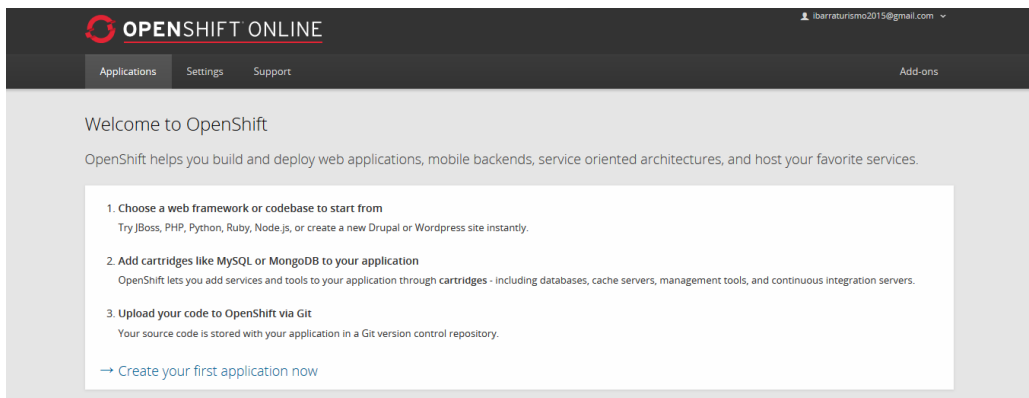 ibarraturismo2015@gmail.com
OPENSHIFT ONLINE
Applications Settings Support Add-ons
Welcome to OpenShift
OpenShift helps you build and deploy web applications, mobile backends, service oriented architectures, and host your favorite services.
1. Choose a web framework or codebase to start from
Try JBoss, PHP, Python, Ruby, Node.js, or create a new Drupal or Wordpress site instantly.
2. Add cartridges like MySQL or MongoDB to your application
OpenShift lets you add services and tools to your application through cartridges - including databases, cache servers, management tools, and continuous integration servers.
3. Upload your code to OpenShift via Git
Your source code is stored with your application in a Git version control repository.
→ Create your first application now